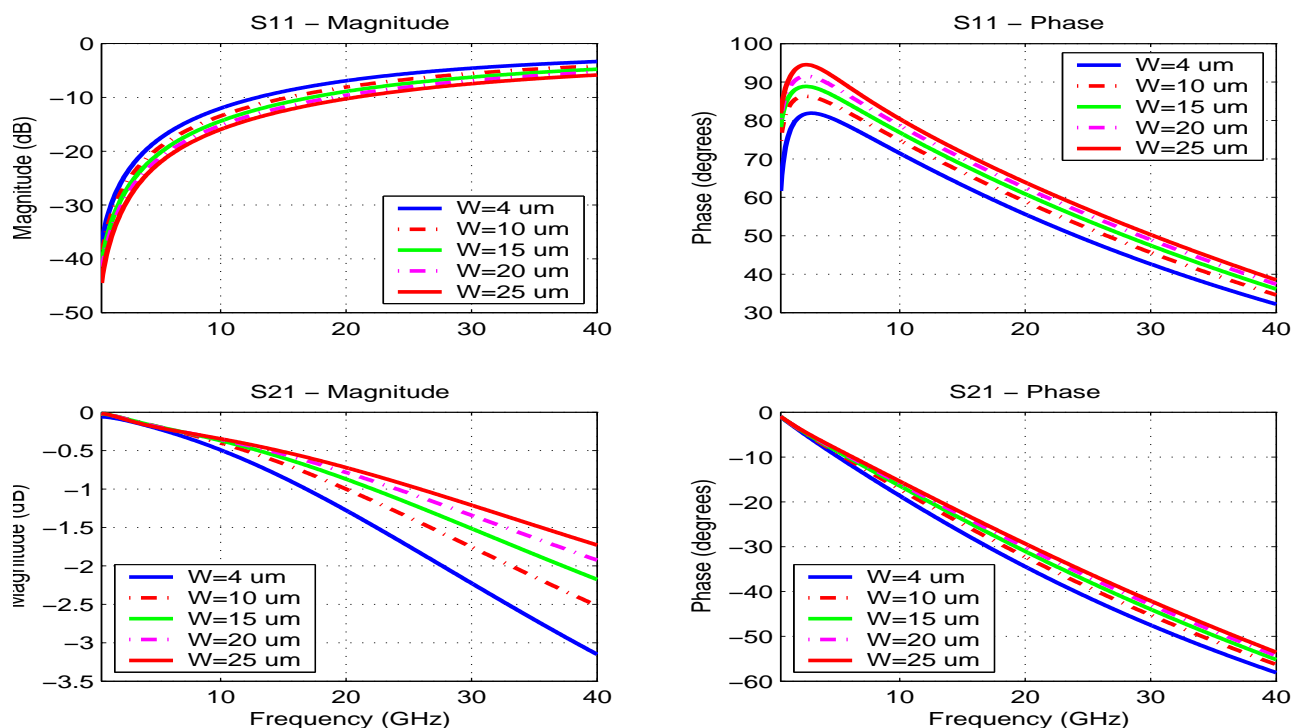 S11 – Magnitude
Magnitude (dB)
0
–10
–20
–30
–40
–50
10
20
30
40
W=4 um
W=10 um
W=15 um
W=20 um
W=25 um
S11 – Phase
Phase (degrees)
100
90
80
70
60
50
40
30
10
20
30
40
W=4 um
W=10 um
W=15 um
W=20 um
W=25 um
S21 – Magnitude
Magnitude (dB)
0
–0.5
–1
–1.5
–2
–2.5
–3
–3.5
10
20
30
40
Frequency (GHz)
W=4 um
W=10 um
W=15 um
W=20 um
W=25 um
S21 – Phase
Phase (degrees)
0
–10
–20
–30
–40
–50
–60
10
20
30
40
Frequency (GHz)
W=4 um
W=10 um
W=15 um
W=20 um
W=25 um